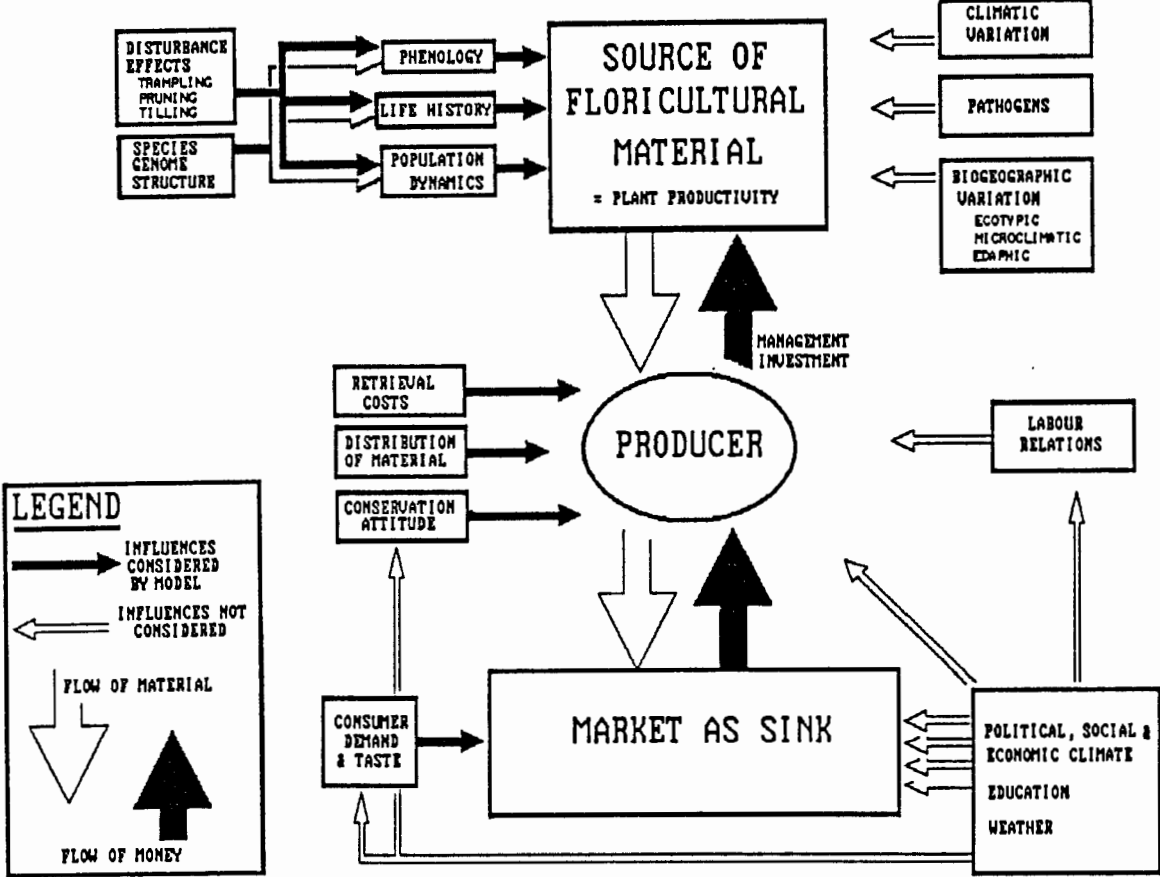 DISTURBANCE
EFFECTS
TRAMPLING
PRUNING
TILLING
SPECIES
GENOME
STRUCTURE
PHENOLOGY
LIFE HISTORY
POPULATION
DYNAMICS
SOURCE OF
FLORICULTURAL
MATERIAL
= PLANT PRODUCTIVITY
CLIMATIC
VARIATION
PATHOGENS
BIOGEOGRAPHIC
VARIATION
ECOTYPIC
MICROCLIMATIC
EDAPHIC
MANAGEMENT
INVESTMENT
RETRIEVAL
COSTS
DISTRIBUTION
OF MATERIAL
CONSERVATION
ATTITUDE
PRODUCER
LABOUR
RELATIONS
LEGEND
INFLUENCES
CONSIDERED
BY MODEL
INFLUENCES NOT
CONSIDERED
FLOW OF MATERIAL
FLOW OF MONEY
CONSUMER
DEMAND
& TASTE
MARKET AS SINK
POLITICAL, SOCIAL &
ECONOMIC CLIMATE
EDUCATION
WEATHER